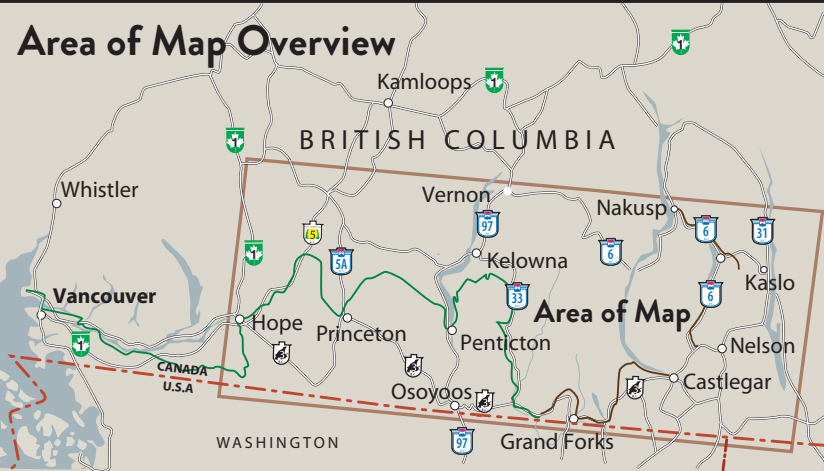 Area of Map Overview
1
Kamloops
1
1
BRITISH COLUMBIA
Whistler
Vernon
Nakusp
97
6
31
5
1
5A
6
Kelowna
Kaslo
Vancouver
33
6
Area of Map
Hope
Princeton
1
Penticton
Nelson
CANADA
U.S.A
Castlegar
Osoyoos
WASHINGTON
97
Grand Forks